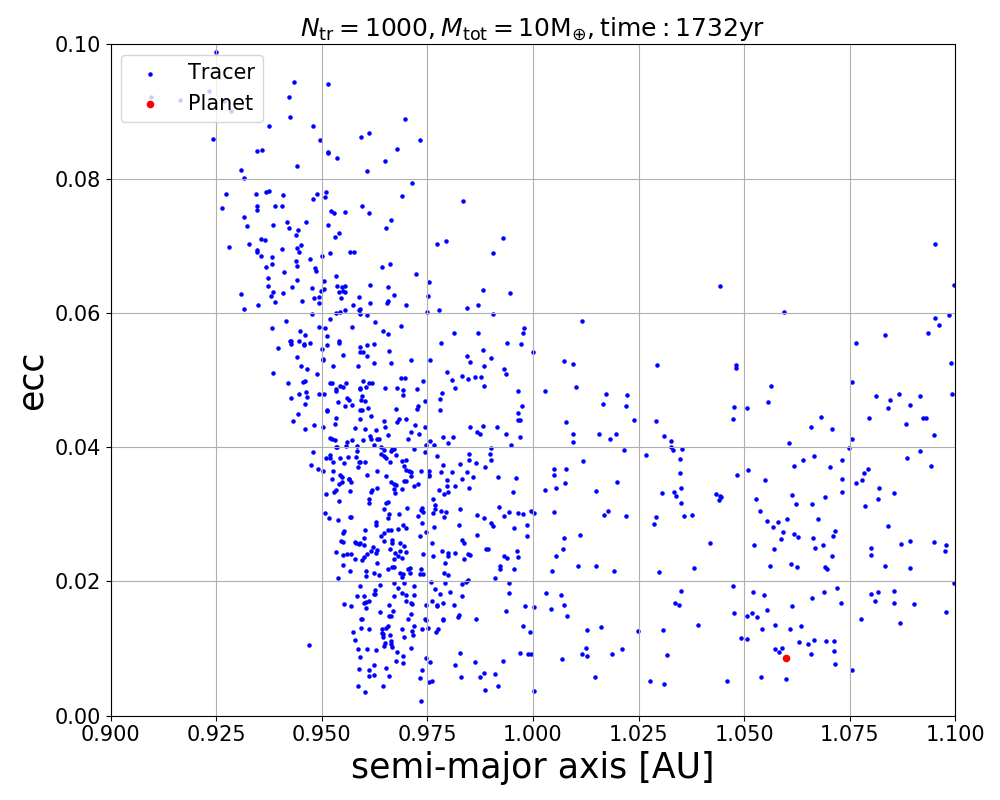 N_tr = 1000, M_tot = 10M_⊕, time : 1732yr
Tracer
Planet
ecc
0.10
0.08
0.06
0.04
0.02
0.00
0.900 0.925 0.950 0.975 1.000 1.025 1.050 1.075 1.100
semi-major axis [AU]